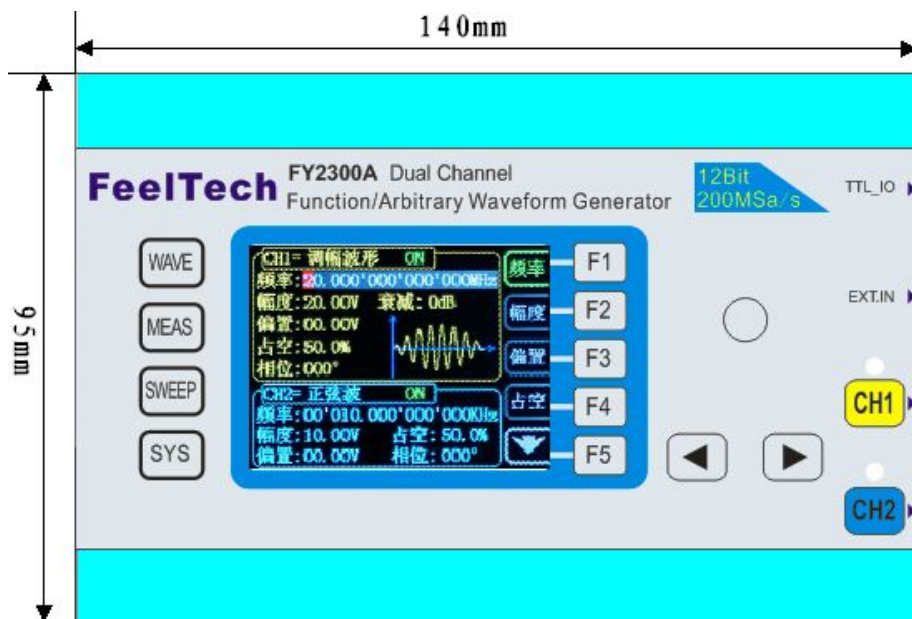 140mm
95mm
FeelTech
FY2300A Dual Channel
Function/Arbitrary Waveform Generator
12Bit
200MSa/s
TTL_IO
EXT.IN
WAVE
MEAS
SWEEP
SYS
CH1= 调幅波形 ON
频率:20.000'000'000'000MHz
幅度:20.00V 衰减:0dB
偏置:00.00V
占空:50.0%
相位:000°
CH2= 正弦波 ON
频率:00'010.000'000'000KHz
幅度:10.00V 占空:50.0%
偏置:00.00V 相位:000°
频率
幅度
偏置
占空
F1
F2
F3
F4
F5
CH1
CH2